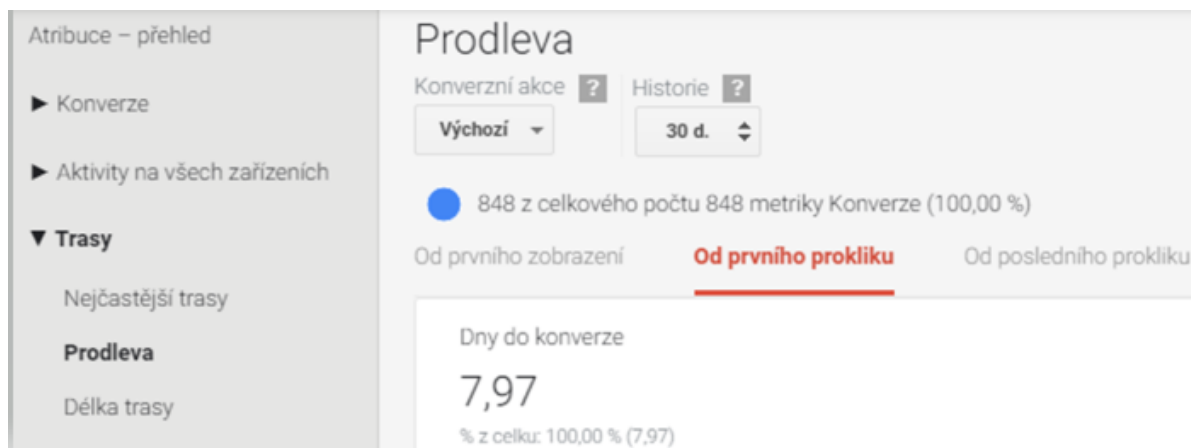 Atribuce – přehled
▶ Konverze
▶ Aktivity na všech zařízeních
▼ Trasy
Nejčastější trasy
Prodleva
Délka trasy
Prodleva
Konverzní akce ? Historie ?
Výchozí 30 d.
848 z celkového počtu 848 metriky Konverze (100,00 %)
Od prvního zobrazení Od prvního prokliku Od posledního prokliku
Dny do konverze
7,97
% z celku: 100,00 % (7,97)